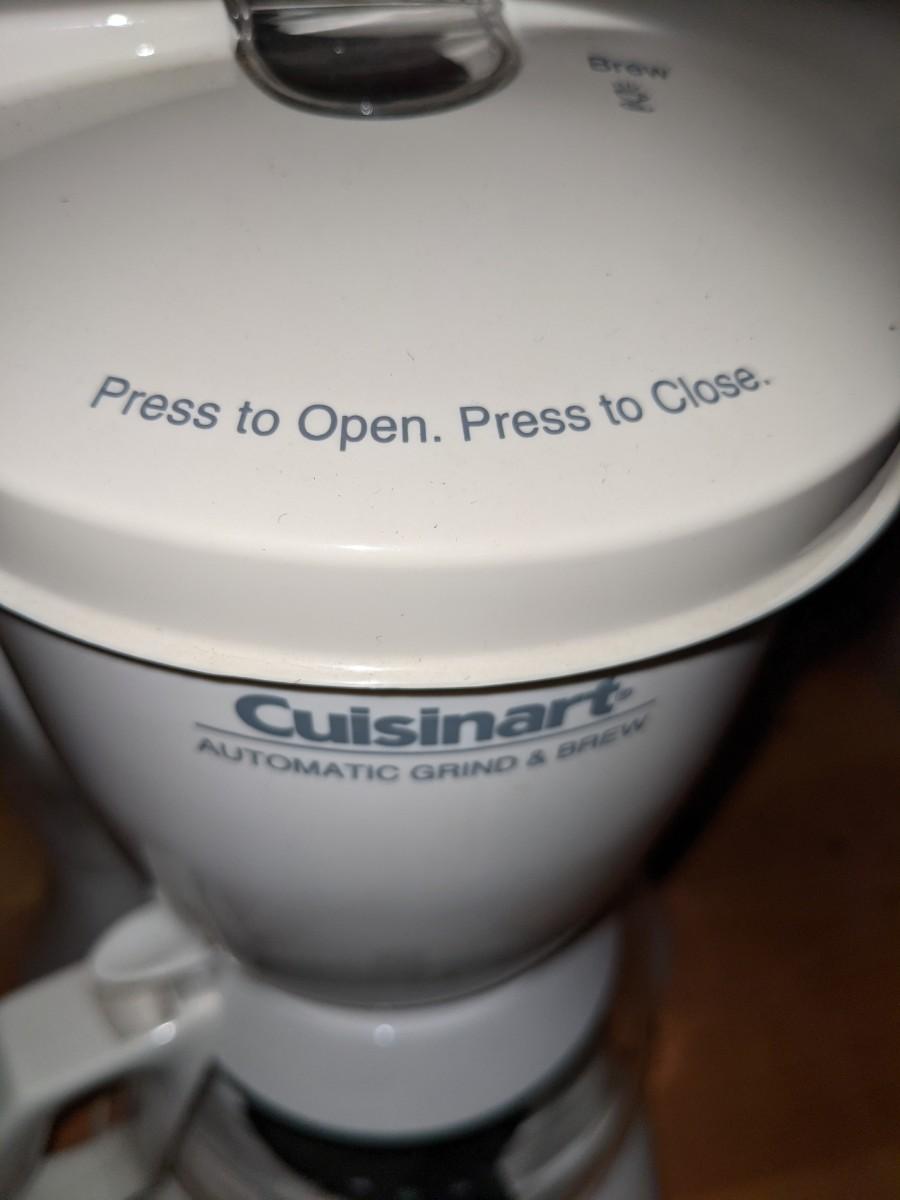 Brew
Press to Open. Press to Close.
Cuisinart®
AUTOMATIC GRIND & BREW